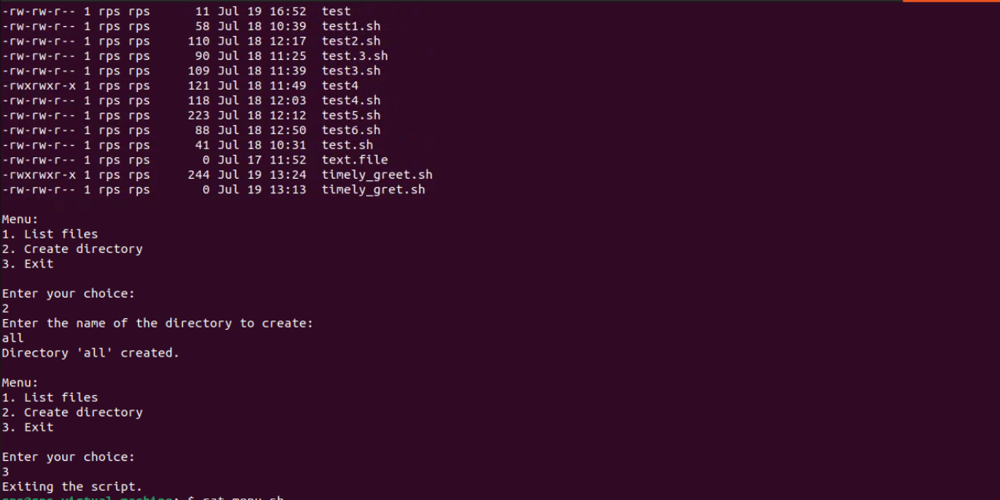 -rw-rw-r-- 1 rps rps      11 Jul 19 16:52  test
-rw-rw-r-- 1 rps rps      58 Jul 18 10:39  test1.sh
-rw-rw-r-- 1 rps rps     110 Jul 18 12:17  test2.sh
-rw-rw-r-- 1 rps rps      90 Jul 18 11:25  test.3.sh
-rw-rw-r-- 1 rps rps     109 Jul 18 11:39  test3.sh
-rwxrwxr-x 1 rps rps     121 Jul 18 11:49  test4
-rw-rw-r-- 1 rps rps     118 Jul 18 12:03  test4.sh
-rw-rw-r-- 1 rps rps     223 Jul 18 12:12  test5.sh
-rw-rw-r-- 1 rps rps      88 Jul 18 12:50  test6.sh
-rw-rw-r-- 1 rps rps      41 Jul 18 10:31  test.sh
-rw-rw-r-- 1 rps rps       0 Jul 17 11:52  text.file
-rwxrwxr-x 1 rps rps     244 Jul 19 13:24  timely_greet.sh
-rw-rw-r-- 1 rps rps       0 Jul 19 13:13  timely_gret.sh

Menu:
1. List files
2. Create directory
3. Exit

Enter your choice:
2
Enter the name of the directory to create:
all
Directory 'all' created.

Menu:
1. List files
2. Create directory
3. Exit

Enter your choice:
3
Exiting the script.
rps@rps-virtual-machine:~$ cat menu.sh